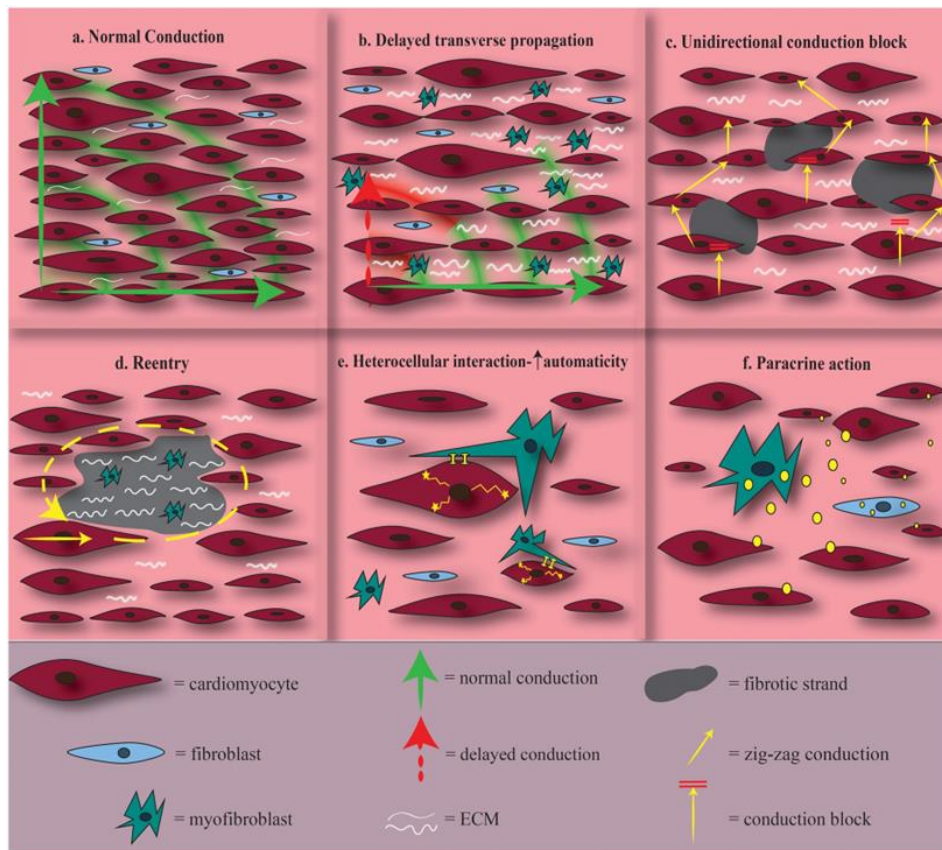 a. Normal Conduction
b. Delayed transverse propagation
c. Unidirectional conduction block
d. Reentry
e. Heterocellular interaction-↑automaticity
f. Paracrine action
= cardiomyocyte
= normal conduction
= fibrotic strand
= fibroblast
= delayed conduction
= zig-zag conduction
= myofibroblast
= ECM
= conduction block